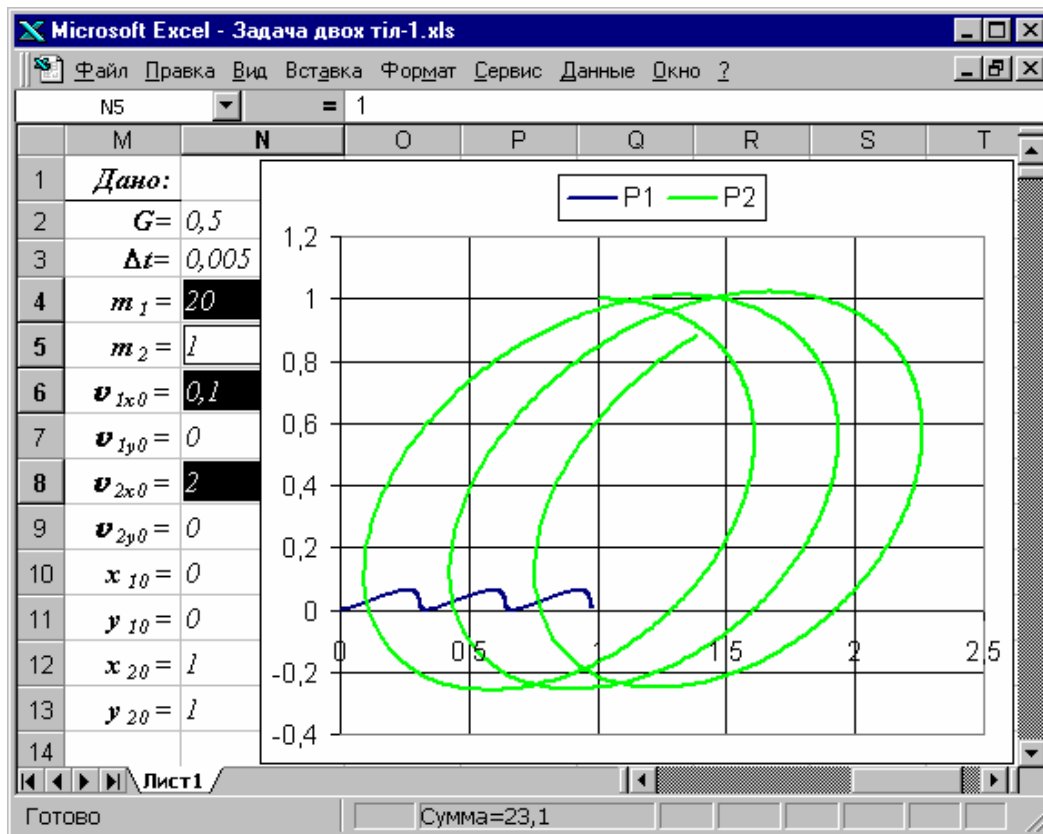 Microsoft Excel - Задача двох тіл-1.xls
Файл Правка Вид Вставка Формат Сервис Данные Окно ?
N5 = 1
M N O P Q R S T
1 Дано:
2 G= 0,5
3 Δt= 0,005
4 m 1 = 20
5 m 2 = 1
6 v 1x0 = 0,1
7 v 1y0 = 0
8 v 2x0 = 2
9 v 2y0 = 0
10 x 10 = 0
11 y 10 = 0
12 x 20 = 1
13 y 20 = 1
14
P1 P2
1,2
1
0,8
0,6
0,4
0,2
0
-0,2
-0,4
0 0,5 1 1,5 2 2,5
Лист1
Готово Сумма=23,1